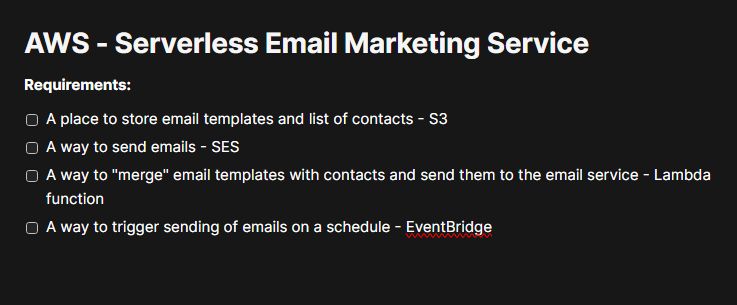 AWS - Serverless Email Marketing Service
Requirements:
A place to store email templates and list of contacts - S3
A way to send emails - SES
A way to "merge" email templates with contacts and send them to the email service - Lambda
function
A way to trigger sending of emails on a schedule - EventBridge